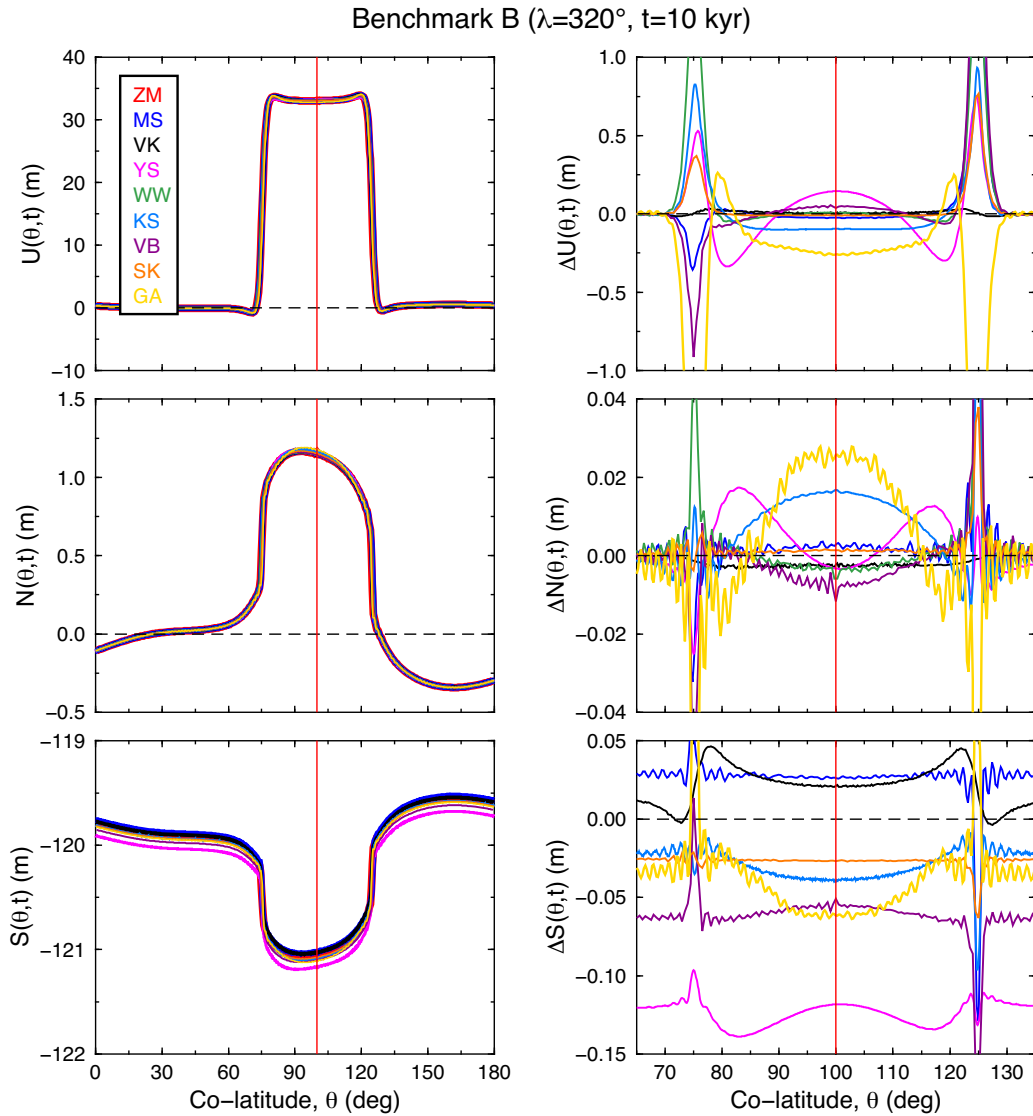 Benchmark B (λ=320°, t=10 kyr)
U(θ,t) (m)
40
30
20
10
0
−10
ZM
MS
VK
YS
WW
KS
VB
SK
GA
ΔU(θ,t) (m)
1.0
0.5
0.0
−0.5
−1.0
N(θ,t) (m)
1.5
1.0
0.5
0.0
−0.5
ΔN(θ,t) (m)
0.04
0.02
0.00
−0.02
−0.04
S(θ,t) (m)
−119
−120
−121
−122
0 30 60 90 120 150 180
Co−latitude, θ (deg)
ΔS(θ,t) (m)
0.05
0.00
−0.05
−0.10
−0.15
70 80 90 100 110 120 130
Co−latitude, θ (deg)